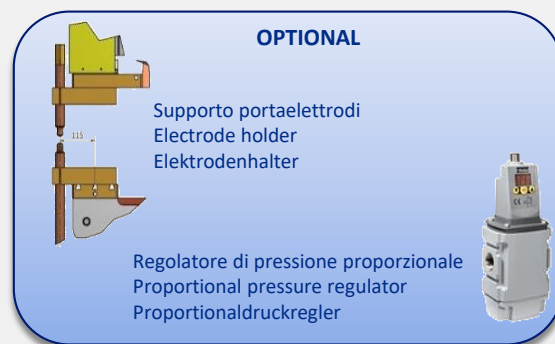 OPTIONAL
115
Supporto portaelettrodi
Electrode holder
Elektrodenhalter
Regolatore di pressione proporzionale
Proportional pressure regulator
Proportionaldruckregler